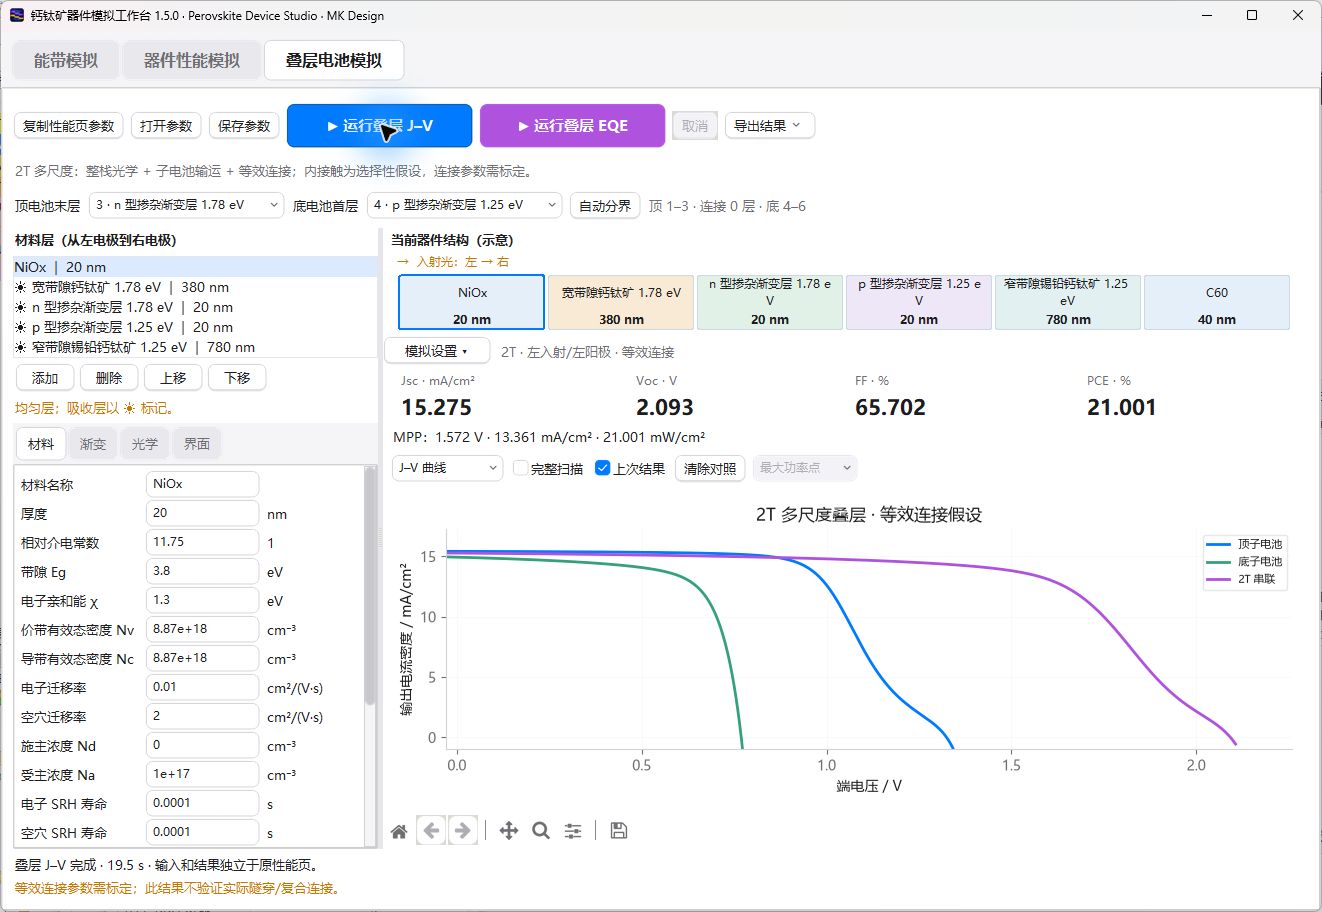 钙钛矿器件模拟工作台 1.5.0 · Perovskite Device Studio · MK Design
能带模拟 器件性能模拟 叠层电池模拟
复制性能页参数 打开参数 保存参数 ▶ 运行叠层 J–V ▶ 运行叠层 EQE 取消 导出结果
2T 多尺度：整栈光学 + 子电池输运 + 等效连接；内接触为选择性假设，连接参数需标定。
顶电池末层 3 · n 型掺杂渐变层 1.78 eV 底电池首层 4 · p 型掺杂渐变层 1.25 eV 自动分界 顶 1–3 · 连接 0 层 · 底 4–6
材料层（从左电极到右电极）
NiOx | 20 nm
☀ 宽带隙钙钛矿 1.78 eV | 380 nm
☀ n 型掺杂渐变层 1.78 eV | 20 nm
☀ p 型掺杂渐变层 1.25 eV | 20 nm
☀ 窄带隙锡铅钙钛矿 1.25 eV | 780 nm
添加 删除 上移 下移
均匀层；吸收层以 ☀ 标记。
材料 渐变 光学 界面
材料名称 NiOx
厚度 20 nm
相对介电常数 11.75 1
带隙 Eg 3.8 eV
电子亲和能 χ 1.3 eV
价带有效态密度 Nv 8.87e+18 cm⁻³
导带有效态密度 Nc 8.87e+18 cm⁻³
电子迁移率 0.01 cm²/(V·s)
空穴迁移率 2 cm²/(V·s)
施主浓度 Nd 0 cm⁻³
受主浓度 Na 1e+17 cm⁻³
电子 SRH 寿命 0.0001 s
空穴 SRH 寿命 0.0001 s
当前器件结构（示意）
→ 入射光：左 → 右
NiOx
20 nm
宽带隙钙钛矿 1.78 eV
380 nm
n 型掺杂渐变层 1.78 e
V
20 nm
p 型掺杂渐变层 1.25 e
V
20 nm
窄带隙锡铅钙钛矿 1.25
eV
780 nm
C60
40 nm
模拟设置 2T · 左入射/左阳极 · 等效连接
Jsc · mA/cm² Voc · V FF · % PCE · %
15.275 2.093 65.702 21.001
MPP：1.572 V · 13.361 mA/cm² · 21.001 mW/cm²
J–V 曲线 完整扫描 上次结果 清除对照 最大功率点
2T 多尺度叠层 · 等效连接假设
顶子电池
底子电池
2T 串联
输出电流密度 / mA/cm²
15
10
5
0
0.0 0.5 1.0 1.5 2.0
端电压 / V
叠层 J–V 完成 · 19.5 s · 输入和结果独立于原性能页。
等效连接参数需标定；此结果不验证实际隧穿/复合连接。